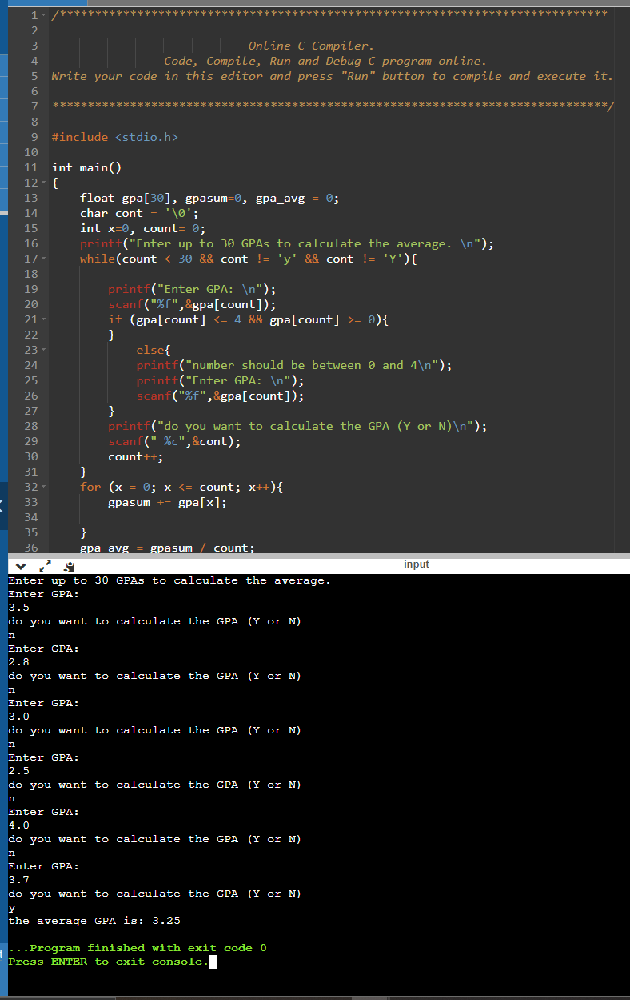 1 /******************************************************************************
2
3 Online C Compiler.
4 Code, Compile, Run and Debug C program online.
5 Write your code in this editor and press "Run" button to compile and execute it.
6
7 *******************************************************************************/
8
9 #include <stdio.h>
10
11 int main()
12 {
13 float gpa[30], gpasum=0, gpa_avg = 0;
14 char cont = '\0';
15 int x=0, count= 0;
16 printf("Enter up to 30 GPAs to calculate the average. \n");
17 while(count < 30 && cont != 'y' && cont != 'Y'){
18
19 printf("Enter GPA: \n");
20 scanf("%f",&gpa[count]);
21 if (gpa[count] <= 4 && gpa[count] >= 0){
22 }
23 else{
24 printf("number should be between 0 and 4\n");
25 printf("Enter GPA: \n");
26 scanf("%f",&gpa[count]);
27 }
28 printf("do you want to calculate the GPA (Y or N)\n");
29 scanf(" %c",&cont);
30 count++;
31 }
32 for (x = 0; x <= count; x++){
33 gpasum += gpa[x];
34
35 }
36 gpa_avg = gpasum / count;
input
Enter up to 30 GPAs to calculate the average.
Enter GPA:
3.5
do you want to calculate the GPA (Y or N)
n
Enter GPA:
2.8
do you want to calculate the GPA (Y or N)
n
Enter GPA:
3.0
do you want to calculate the GPA (Y or N)
n
Enter GPA:
2.5
do you want to calculate the GPA (Y or N)
n
Enter GPA:
4.0
do you want to calculate the GPA (Y or N)
n
Enter GPA:
3.7
do you want to calculate the GPA (Y or N)
y
the average GPA is: 3.25

...Program finished with exit code 0
Press ENTER to exit console.